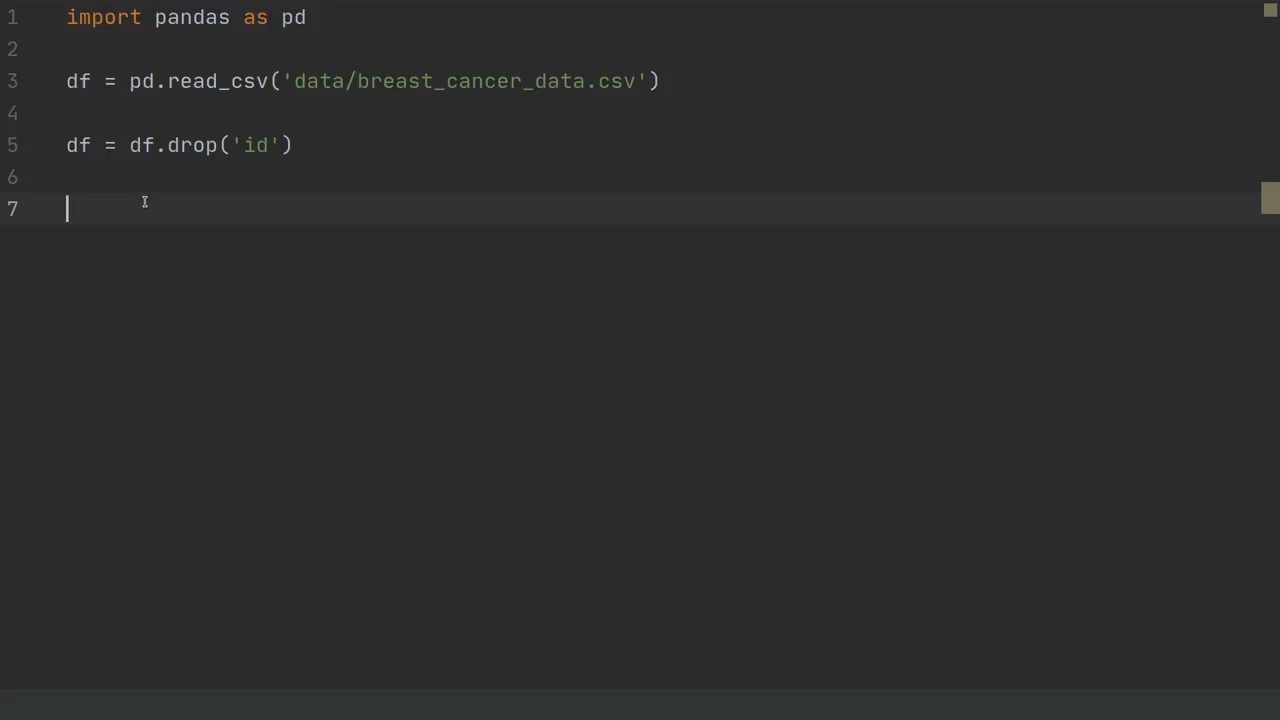 1 import pandas as pd
2
3 df = pd.read_csv('data/breast_cancer_data.csv')
4
5 df = df.drop('id')
6
7